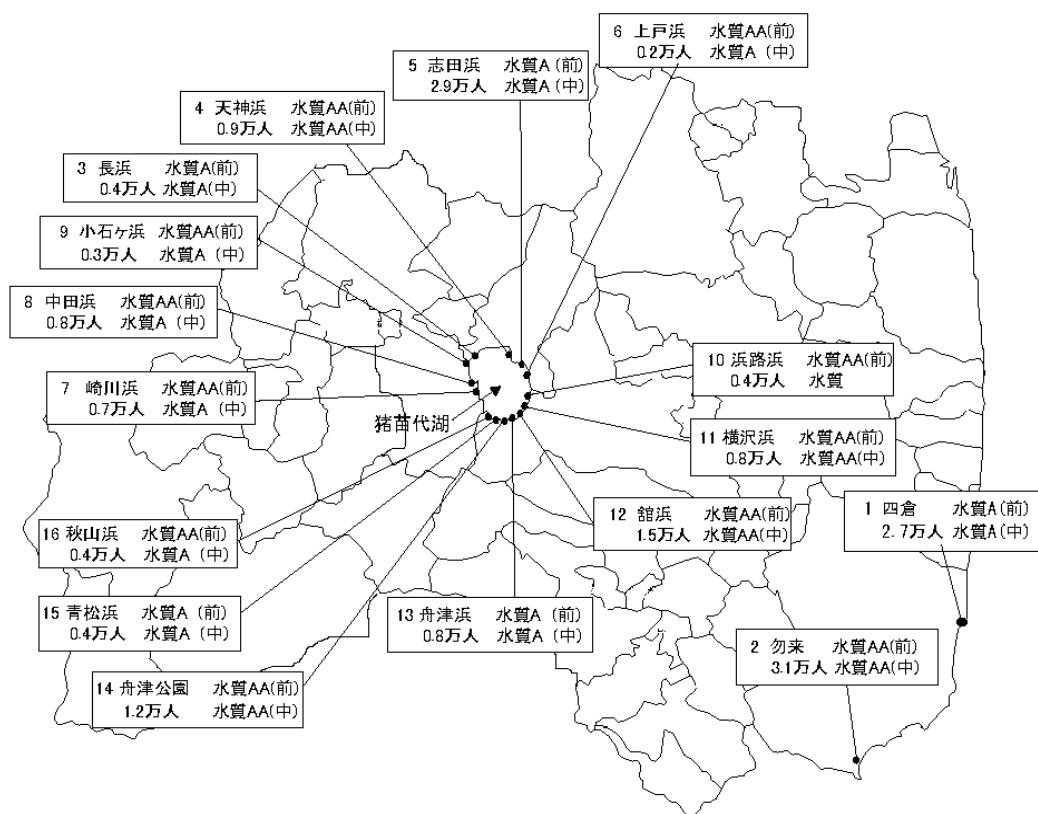 6 上戸浜 水質AA(前)
0.2万人 水質A (中)
5 志田浜 水質A (前)
2.9万人 水質A (中)
4 天神浜 水質AA(前)
0.9万人 水質AA(中)
3 長浜 水質A(前)
0.4万人 水質A(中)
9 小石ヶ浜 水質AA(前)
0.3万人 水質A (中)
8 中田浜 水質AA(前)
0.8万人 水質A (中)
7 崎川浜 水質AA(前)
0.7万人 水質A (中)
猪苗代湖
10 浜路浜 水質AA(前)
0.4万人 水質
11 横沢浜 水質AA(前)
0.8万人 水質AA(中)
12 舘浜 水質AA(前)
1.5万人 水質AA(中)
1 四倉 水質A(前)
2.7万人 水質A(中)
16 秋山浜 水質AA(前)
0.4万人 水質A (中)
15 青松浜 水質A (前)
0.4万人 水質A (中)
13 舟津浜 水質A (前)
0.8万人 水質A (中)
2 勿来 水質AA(前)
3.1万人 水質AA(中)
14 舟津公園 水質AA(前)
1.2万人 水質AA(中)